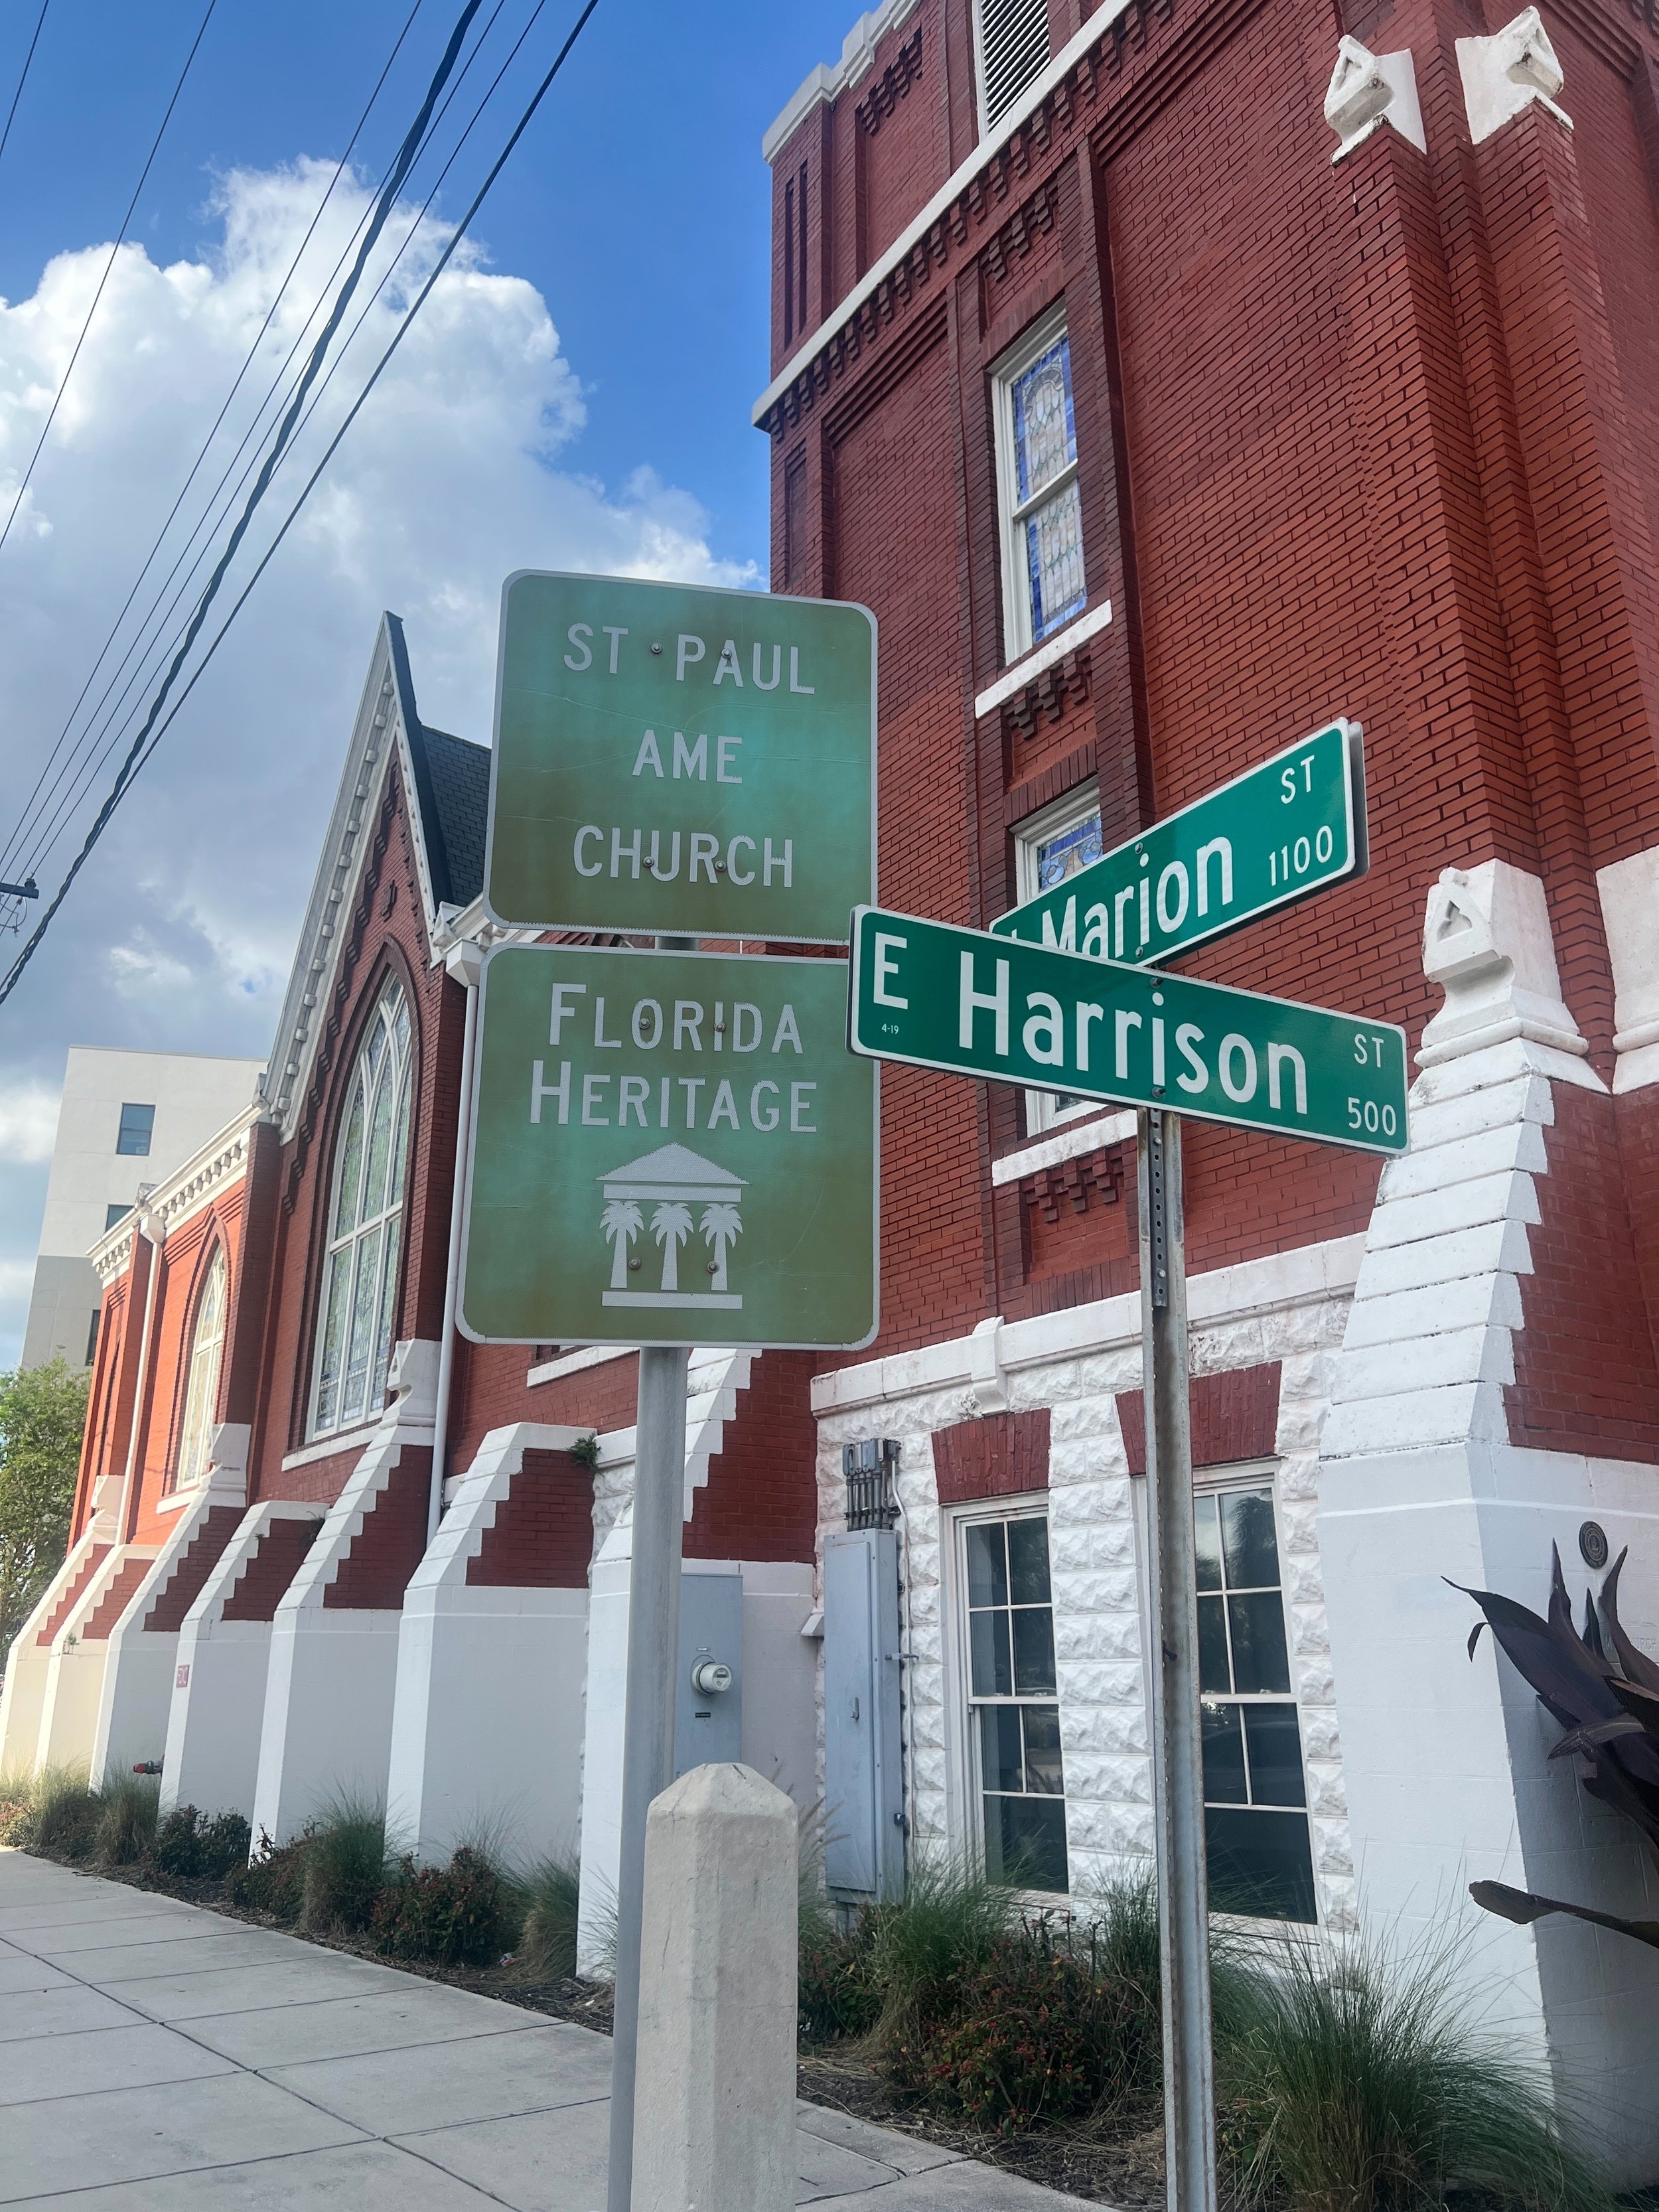 ST PAUL
AME
CHURCH
FLORIDA
HERITAGE
Marion ST
1100
E Harrison ST
4-19
500